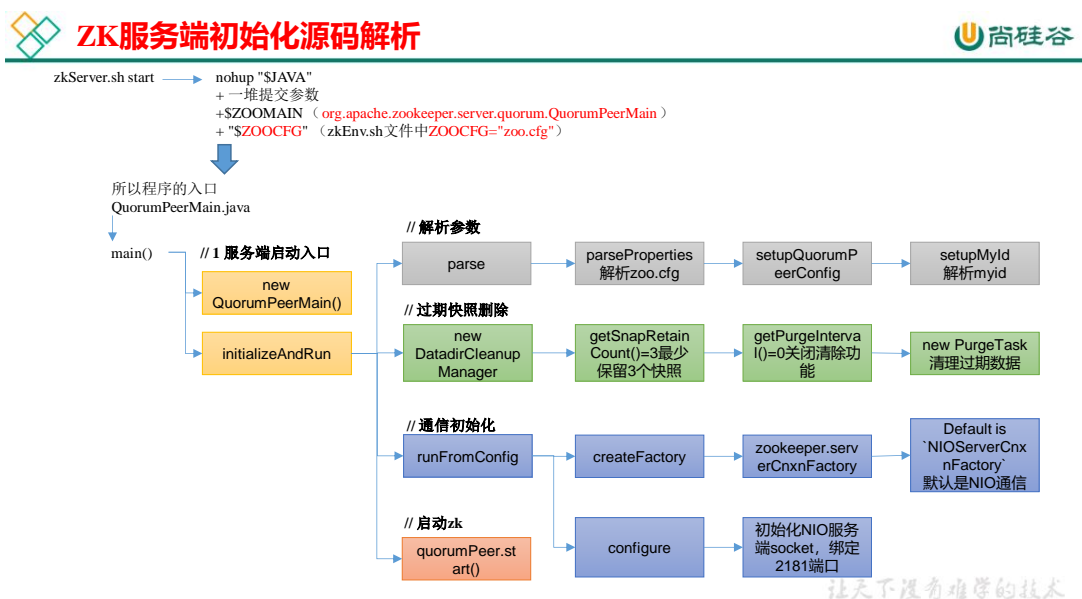 ZK服务端初始化源码解析
尚硅谷
zkServer.sh start
nohup "$JAVA"
+ 一堆提交参数
+$ZOOMAIN （org.apache.zookeeper.server.quorum.QuorumPeerMain）
+ "$ZOOCFG" （zkEnv.sh文件中ZOOCFG="zoo.cfg"）
所以程序的入口
QuorumPeerMain.java
main()
// 1 服务端启动入口
new
QuorumPeerMain()
initializeAndRun
// 解析参数
parse
parseProperties
解析zoo.cfg
setupQuorumP
eerConfig
setupMyId
解析myid
// 过期快照删除
new
DatadirCleanup
Manager
getSnapRetain
Count()=3最少
保留3个快照
getPurgeInterva
l()=0关闭清除功
能
new PurgeTask
清理过期数据
// 通信初始化
runFromConfig
createFactory
zookeeper.serv
erCnxnFactory
Default is
`NIOServerCnx
nFactory`
默认是NIO通信
configure
初始化NIO服务
端socket，绑定
2181端口
// 启动zk
quorumPeer.st
art()
让天下没有难学的技术